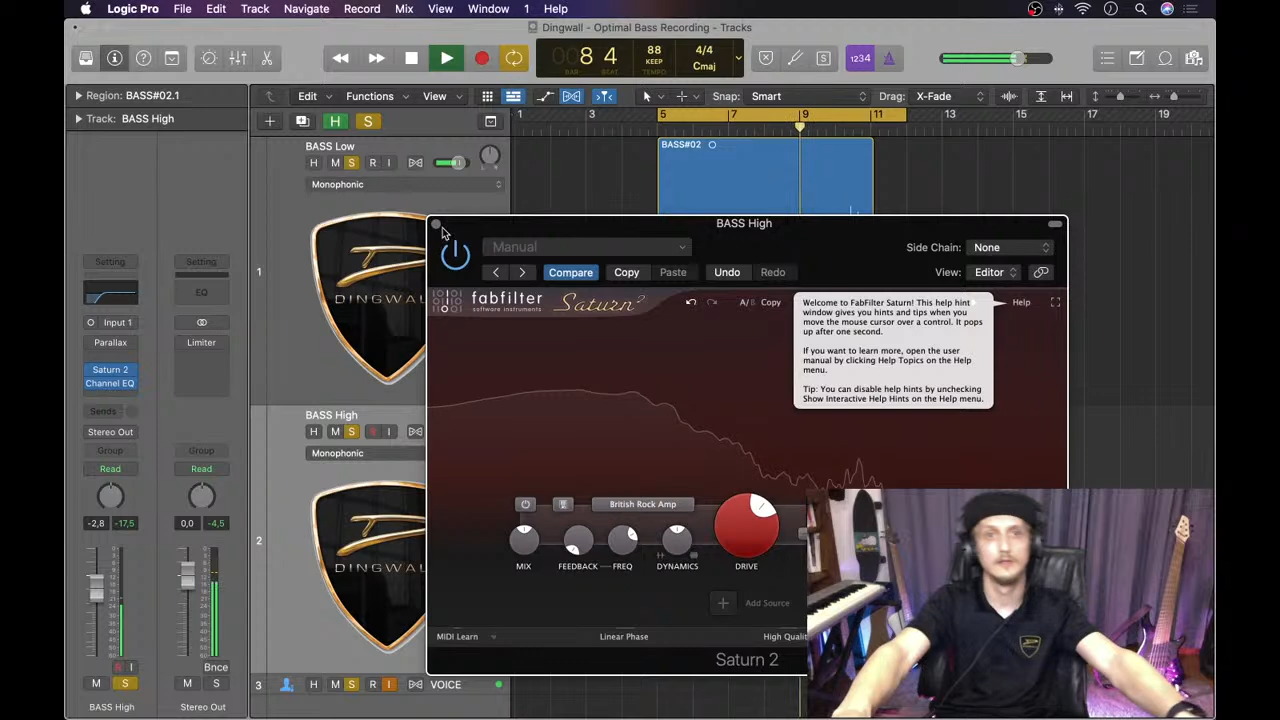 Logic Pro File Edit Track Navigate Record Mix View Window 1 Help
Dingwall - Optimal Bass Recording - Tracks
008 4
BAR BEAT
88
KEEP
TEMPO
4/4
Cmaj
1234
Region: BASS#02.1
Track: BASS High
Edit Functions View
Snap: Smart
Drag: X-Fade
H S
1 3 5 7 9 11 13 15 17 19
BASS Low
H M S R I
Monophonic
BASS#02
1
DINGWAL
BASS High
H M S R I
Monophonic
2
DINGWAL
3 H M S R I VOICE
Setting Setting
EQ
Input 1
Parallax Limiter
Saturn 2
Channel EQ
Sends
Stereo Out
Group Group
Read Read
-2,8 -17,5 0,0 -4,5
R I Bnce
M S M S
BASS High Stereo Out
BASS High
Manual
Side Chain: None
Compare Copy Paste Undo Redo
View: Editor
fabfilter
software instruments
Saturn 2
A/B Copy
Help
Welcome to FabFilter Saturn! This help hint
window gives you hints and tips when you
move the mouse cursor over a control. It pops
up after one second.
If you want to learn more, open the user
manual by clicking Help Topics on the Help
menu.
Tip: You can disable help hints by unchecking
Show Interactive Help Hints on the Help menu.
British Rock Amp
MIX FEEDBACK FREQ DYNAMICS DRIVE
Add Source
MIDI Learn Linear Phase High Qualit
Saturn 2